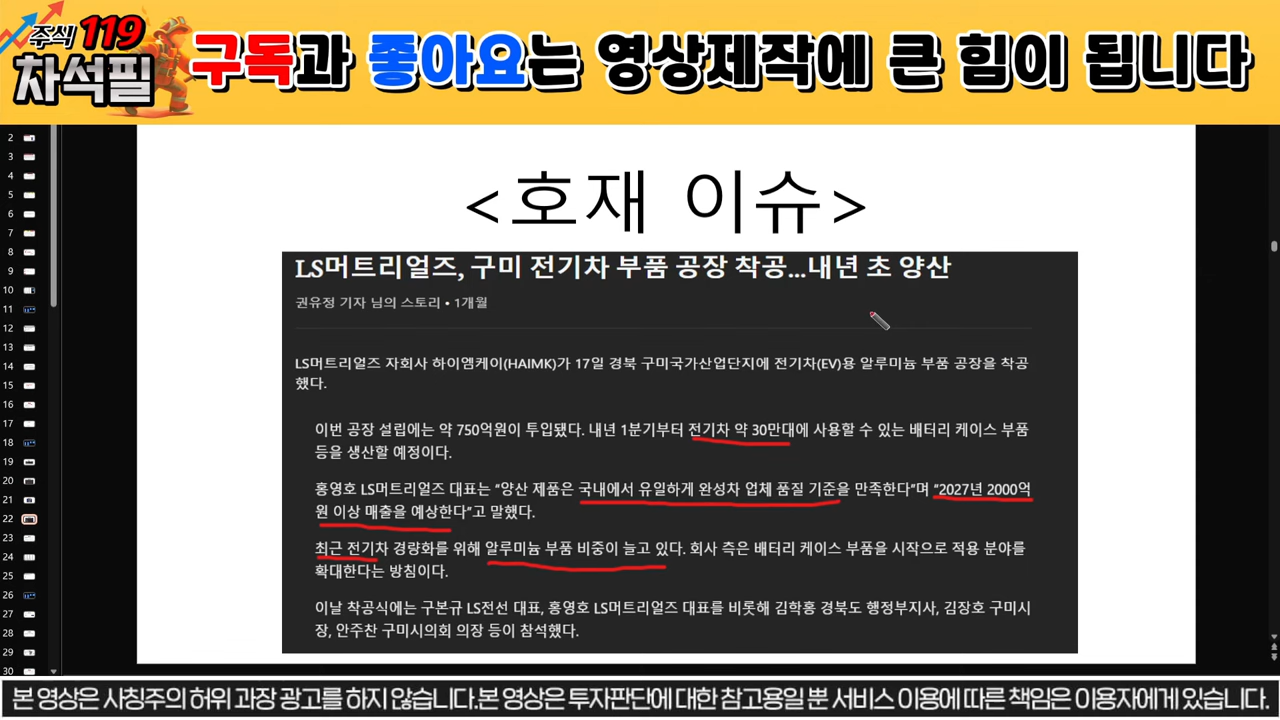 주식 119
차석필
구독과 좋아요는 영상제작에 큰 힘이 됩니다
<호재 이슈>
LS머트리얼즈, 구미 전기차 부품 공장 착공...내년 초 양산
권유정 기자 님의 스토리 • 1개월
LS머트리얼즈 자회사 하이엠케이(HAIMK)가 17일 경북 구미국가산업단지에 전기차(EV)용 알루미늄 부품 공장을 착공
했다.
이번 공장 설립에는 약 750억원이 투입됐다. 내년 1분기부터 전기차 약 30만대에 사용할 수 있는 배터리 케이스 부품
등을 생산할 예정이다.
홍영호 LS머트리얼즈 대표는 “양산 제품은 국내에서 유일하게 완성차 업체 품질 기준을 만족한다”며 “2027년 2000억
원 이상 매출을 예상한다”고 말했다.
최근 전기차 경량화를 위해 알루미늄 부품 비중이 늘고 있다. 회사 측은 배터리 케이스 부품을 시작으로 적용 분야를
확대한다는 방침이다.
이날 착공식에는 구본규 LS전선 대표, 홍영호 LS머트리얼즈 대표를 비롯해 김학홍 경북도 행정부지사, 김장호 구미시
장, 안주찬 구미시의회 의장 등이 참석했다.
2
3
4
5
6
7
8
9
10
11
12
13
14
15
16
17
18
19
20
21
22
23
24
25
26
27
28
29
30
본 영상은 사칭주의 허위 과장 광고를 하지 않습니다.본 영상은 투자판단에 대한 참고용일 뿐 서비스 이용에 따른 책임은 이용자에게 있습니다.